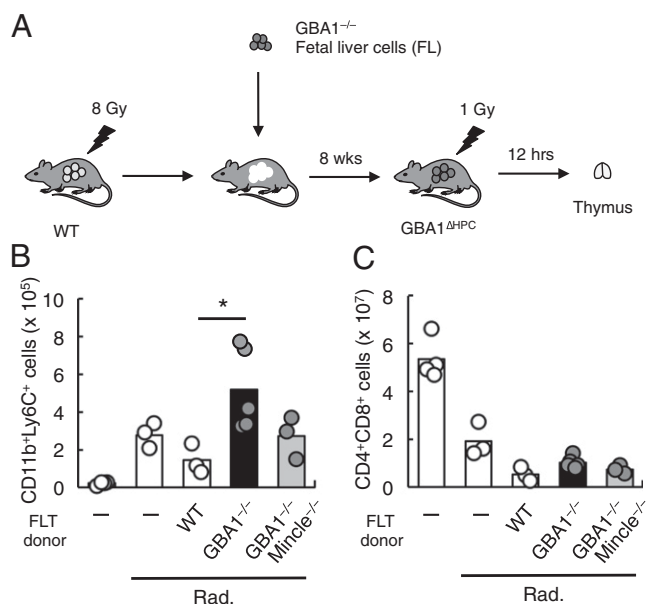 A
GBA1⁻/⁻
Fetal liver cells (FL)
8 Gy
1 Gy
8 wks
12 hrs
WT
GBA1ᐃHPC
Thymus
B
CD11b⁺Ly6C⁺ cells (x 10⁵)
10
8
6
4
2
0
*
FLT donor
–
–
WT
GBA1⁻/⁻
GBA1⁻/⁻
Mincle⁻/⁻
Rad.
C
CD4⁺CD8⁺ cells (x 10⁷)
8
6
4
2
0
FLT donor
–
–
WT
GBA1⁻/⁻
GBA1⁻/⁻
Mincle⁻/⁻
Rad.